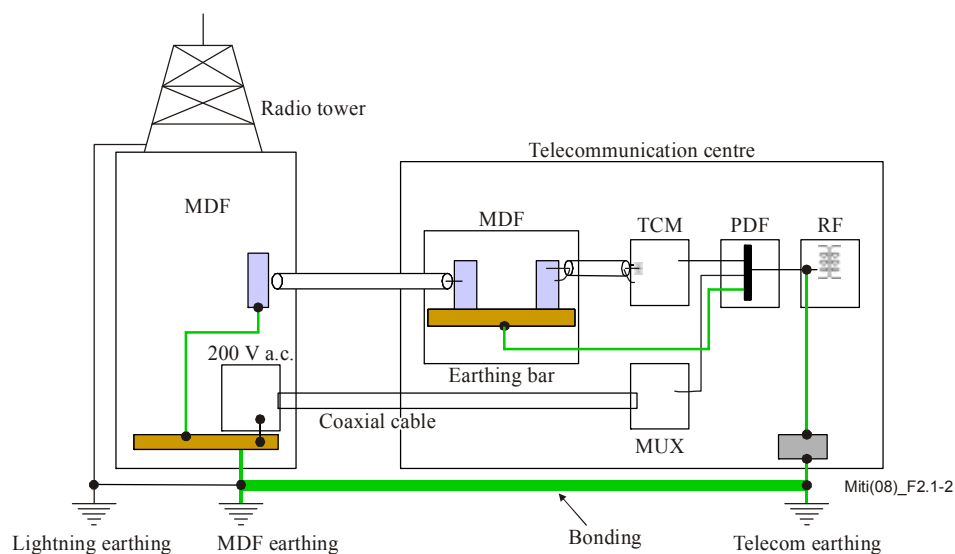 Radio tower
Telecommunication centre
MDF
MDF
TCM
PDF
RF
200 V a.c.
Earthing bar
Coaxial cable
MUX
Miti(08)_F2.1-2
Bonding
Lightning earthing
MDF earthing
Telecom earthing